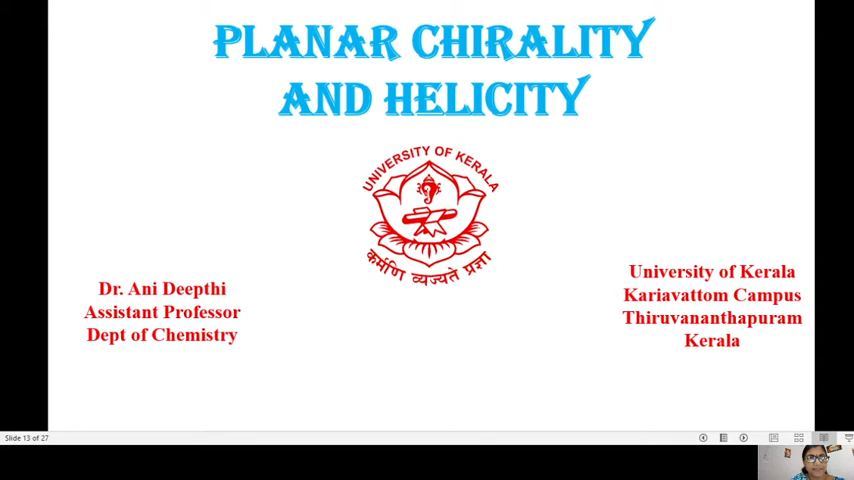 PLANAR CHIRALITY
AND HELICITY
UNIVERSITY OF KERALA
कर्मणि व्यज्यते प्रज्ञा
Dr. Ani Deepthi
Assistant Professor
Dept of Chemistry
University of Kerala
Kariavattom Campus
Thiruvananthapuram
Kerala
Slide 13 of 27